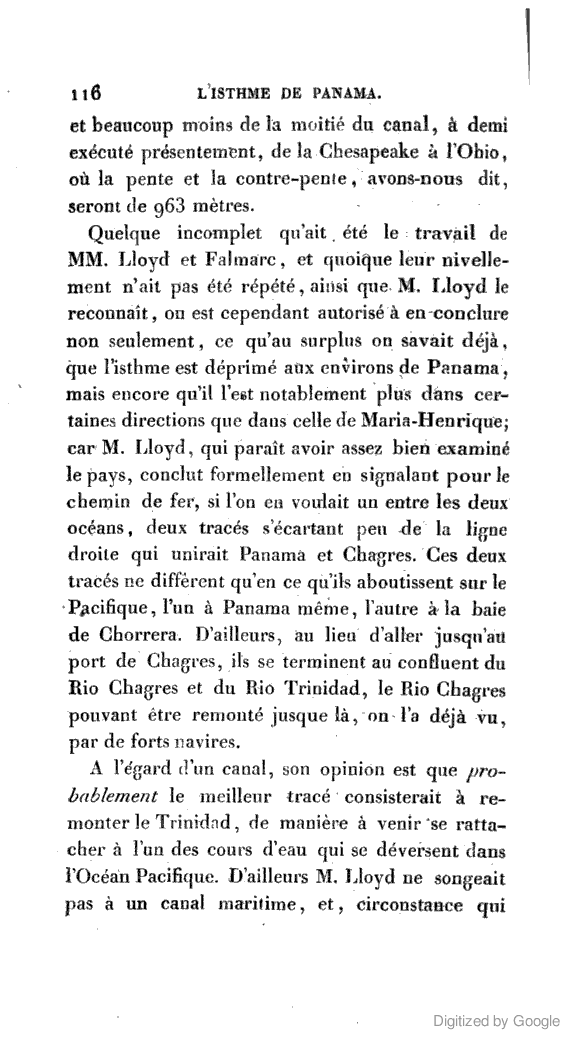 116 L'ISTHME DE PANAMA.
et beaucoup moins de la moitié du canal, à demi
exécuté présentement, de la Chesapeake à l'Ohio,
où la pente et la contre-pente, avons-nous dit,
seront de 963 mètres.
Quelque incomplet qu'ait été le travail de
MM. Lloyd et Falmarc, et quoique leur nivelle-
ment n'ait pas été répété, ainsi que M. Lloyd le
reconnaît, on est cependant autorisé à en conclure
non seulement, ce qu'au surplus on savait déjà,
que l'isthme est déprimé aux environs de Panama,
mais encore qu'il l'est notablement plus dans cer-
taines directions que dans celle de Maria-Henrique;
car M. Lloyd, qui paraît avoir assez bien examiné
le pays, conclut formellement en signalant pour le
chemin de fer, si l'on en voulait un entre les deux
océans, deux tracés s'écartant peu de la ligne
droite qui unirait Panama et Chagres. Ces deux
tracés ne diffèrent qu'en ce qu'ils aboutissent sur le
Pacifique, l'un à Panama même, l'autre à la baie
de Chorrera. D'ailleurs, au lieu d'aller jusqu'au
port de Chagres, ils se terminent au confluent du
Rio Chagres et du Rio Trinidad, le Rio Chagres
pouvant être remonté jusque là, on l'a déjà vu,
par de forts navires.
A l'égard d'un canal, son opinion est que pro-
bablement le meilleur tracé consisterait à re-
monter le Trinidad, de manière à venir se ratta-
cher à l'un des cours d'eau qui se déversent dans
l'Océan Pacifique. D'ailleurs M. Lloyd ne songeait
pas à un canal maritime, et, circonstance qui
Digitized by Google